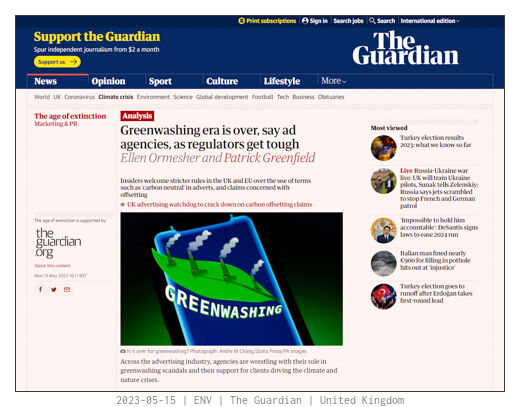 Print subscriptions
Sign in
Search jobs
Search
International edition
Support the Guardian
Spur independent journalism from $2 a month
Support us
The
Guardian
News
Opinion
Sport
Culture
Lifestyle
More
World
UK
Coronavirus
Climate crisis
Environment
Science
Global development
Football
Tech
Business
Obituaries
The age of extinction
Marketing & PR
Analysis
Greenwashing era is over, say ad
agencies, as regulators get tough
Ellen Ormesher and Patrick Greenfield
Insiders welcome stricter rules in the UK and EU over the use of terms
such as 'carbon neutral' in adverts, and claims concerned with
offsetting
UK advertising watchdog to crack down on carbon offsetting claims
The age of extinction is supported by
the
guardian
org
About this content
Mon 15 May 2023 16.11 BST
GREENWASHING
Is it over for greenwashing? Photograph: Andre M Chang/Zuma Press/PA Images
Across the advertising industry, agencies are wrestling with their role in
greenwashing scandals and their support for clients driving the climate and
nature crises.
Most viewed
Turkey election results
2023: what we know so far
Live Russia-Ukraine war
live: UK will train Ukraine
pilots, Sunak tells Zelenskiy;
Russia says jets scrambled
to stop French and German
patrol
'Impossible to hold him
accountable': DeSantis signs
laws to ease 2024 run
Italian man fined nearly
€900 for filling in pothole
hits out at 'injustice'
Turkey election goes to
runoff after Erdoğan takes
first-round lead
2023-05-15 | ENV | The Guardian | United Kingdom